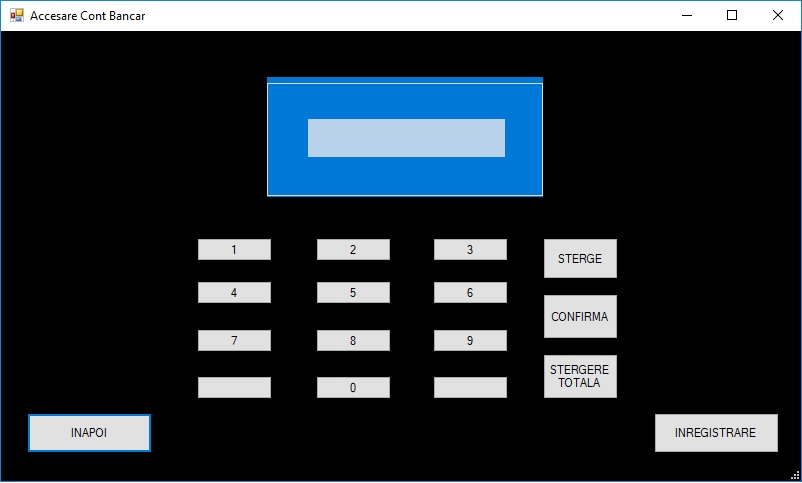 Accesare Cont Bancar
1 2 3
STERGE
4 5 6
CONFIRMA
7 8 9
STERGERE
TOTALA
0
INAPOI
INREGISTRARE